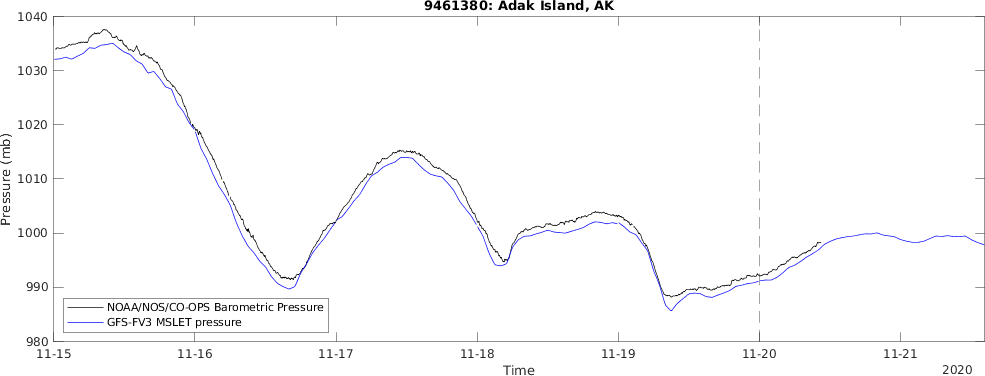 9461380: Adak Island, AK
1040
1030
1020
1010
1000
990
980
Pressure (mb)
NOAA/NOS/CO-OPS Barometric Pressure
GFS-FV3 MSLET pressure
11-15 11-16 11-17 11-18 11-19 11-20 11-21
Time
2020